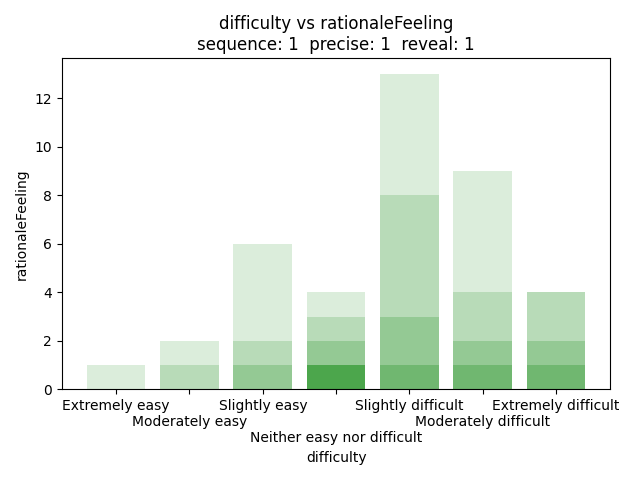 difficulty vs rationaleFeeling
sequence: 1  precise: 1  reveal: 1
12
10
8
6
4
2
0
rationaleFeeling
Extremely easy Slightly easy Slightly difficult Extremely difficult
Moderately easy Moderately difficult
Neither easy nor difficult
difficulty